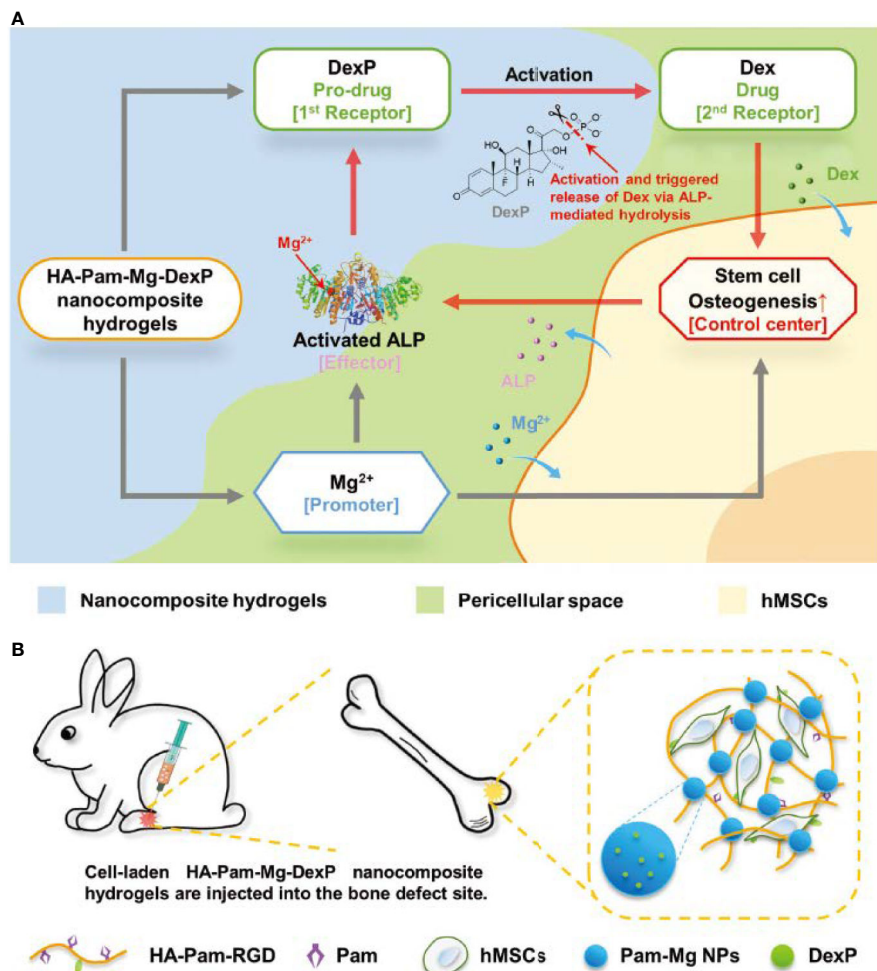 A
DexP
Pro-drug
[1st Receptor]
Activation
Dex
Drug
[2nd Receptor]
O
O
P
O⁻
O⁻
O
OH
HO
F
O
DexP
Activation and triggered
release of Dex via ALP-
mediated hydrolysis
Dex
HA-Pam-Mg-DexP
nanocomposite
hydrogels
Mg²⁺
Activated ALP
[Effector]
Stem cell
Osteogenesis↑
[Control center]
ALP
Mg²⁺
Mg²⁺
[Promoter]
Nanocomposite hydrogels
Pericellular space
hMSCs
B
Cell-laden HA-Pam-Mg-DexP nanocomposite
hydrogels are injected into the bone defect site.
HA-Pam-RGD
Pam
hMSCs
Pam-Mg NPs
DexP